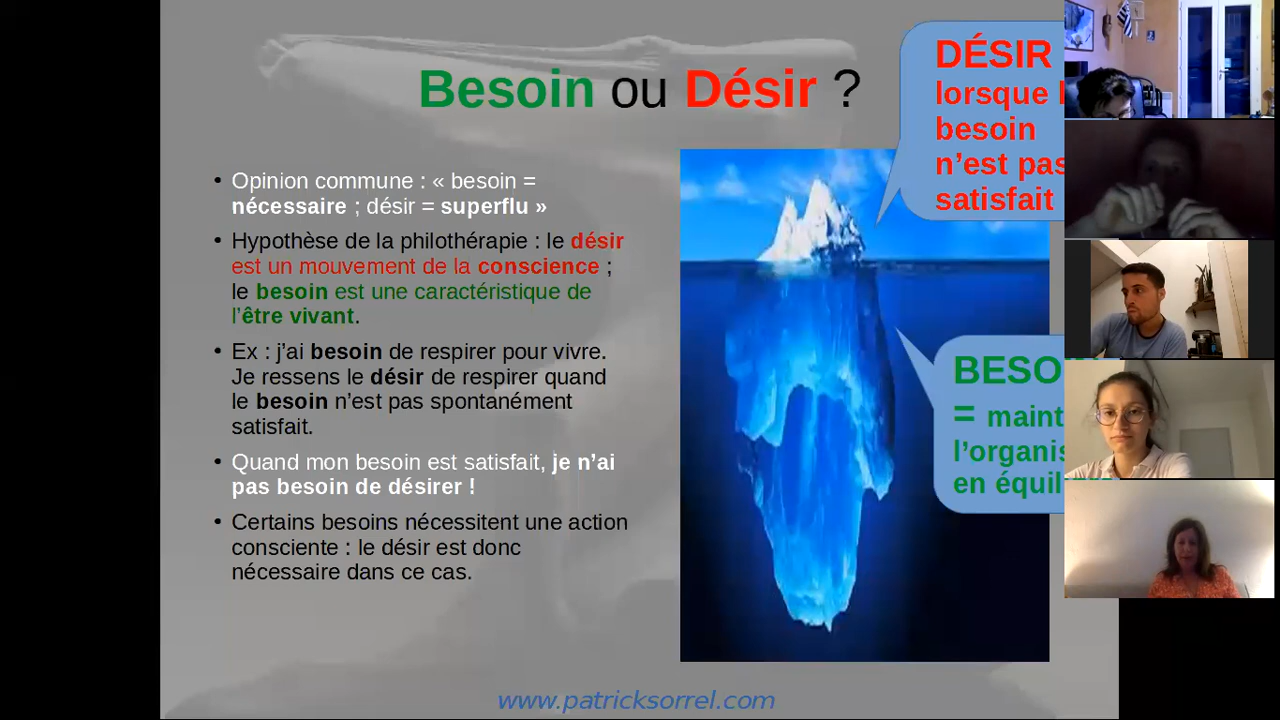 Besoin ou Désir ?
• Opinion commune : « besoin =
nécessaire ; désir = superflu »
• Hypothèse de la philothérapie : le désir
est un mouvement de la conscience ;
le besoin est une caractéristique de
l'être vivant.
• Ex : j'ai besoin de respirer pour vivre.
Je ressens le désir de respirer quand
le besoin n'est pas spontanément
satisfait.
• Quand mon besoin est satisfait, je n'ai
pas besoin de désirer !
• Certains besoins nécessitent une action
consciente : le désir est donc
nécessaire dans ce cas.
DÉSIR
lorsque
besoin
n'est pas
satisfait
BESO
= maint
l'organis
en équil
www.patricksorrel.com